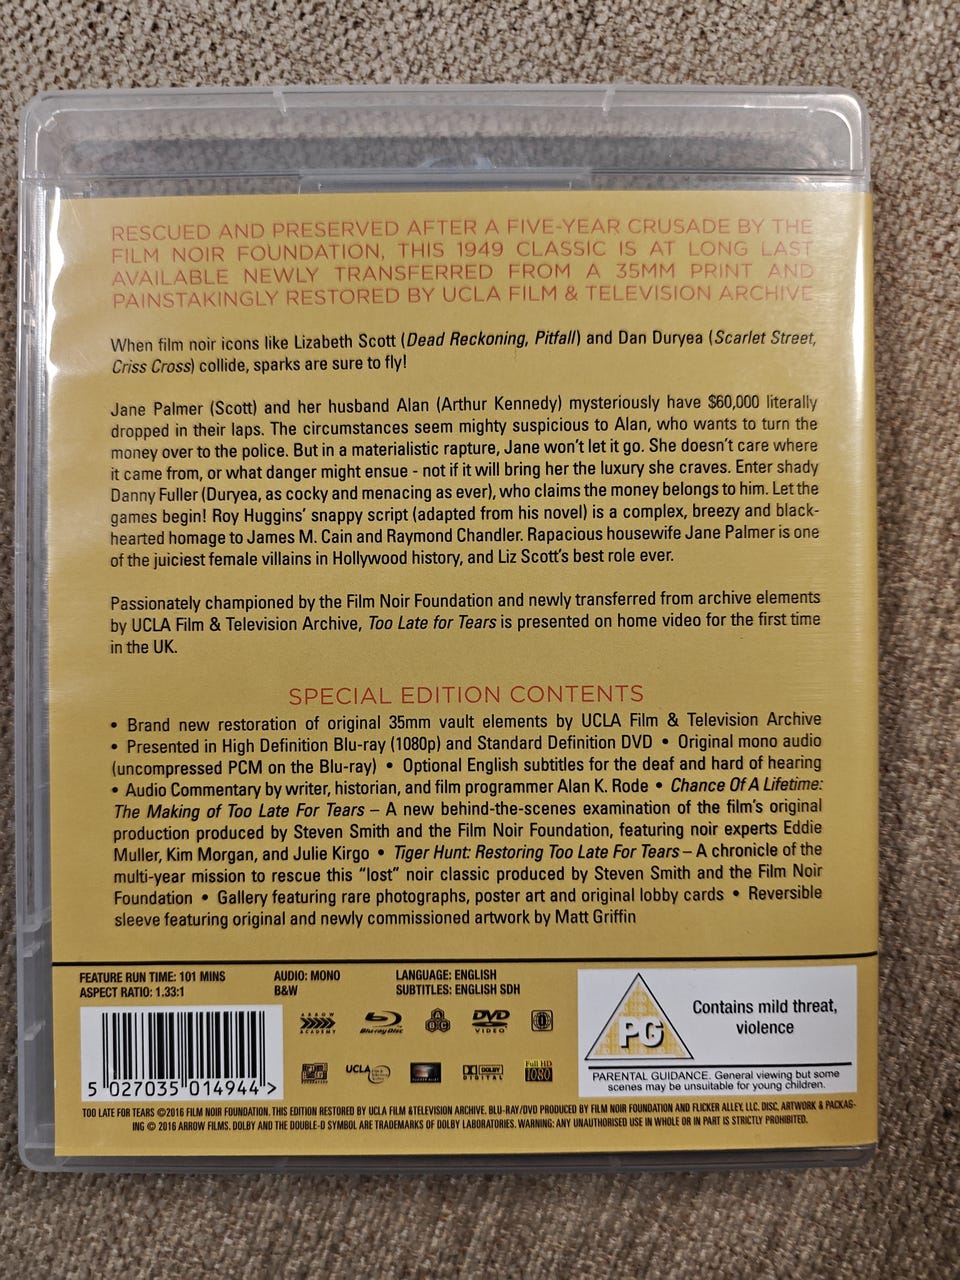 RESCUED AND PRESERVED AFTER A FIVE-YEAR CRUSADE BY THE
FILM NOIR FOUNDATION, THIS 1949 CLASSIC IS AT LONG LAST
AVAILABLE NEWLY TRANSFERRED FROM A 35MM PRINT AND
PAINSTAKINGLY RESTORED BY UCLA FILM & TELEVISION ARCHIVE
When film noir icons like Lizabeth Scott (Dead Reckoning, Pitfall) and Dan Duryea (Scarlet Street,
Criss Cross) collide, sparks are sure to fly!
Jane Palmer (Scott) and her husband Alan (Arthur Kennedy) mysteriously have $60,000 literally
dropped in their laps. The circumstances seem mighty suspicious to Alan, who wants to turn the
money over to the police. But in a materialistic rapture, Jane won't let it go. She doesn't care where
it came from, or what danger might ensue - not if it will bring her the luxury she craves. Enter shady
Danny Fuller (Duryea, as cocky and menacing as ever), who claims the money belongs to him. Let the
games begin! Roy Huggins' snappy script (adapted from his novel) is a complex, breezy and black-
hearted homage to James M. Cain and Raymond Chandler. Rapacious housewife Jane Palmer is one
of the juiciest female villains in Hollywood history, and Liz Scott's best role ever.
Passionately championed by the Film Noir Foundation and newly transferred from archive elements
by UCLA Film & Television Archive, Too Late for Tears is presented on home video for the first time
in the UK.
SPECIAL EDITION CONTENTS
• Brand new restoration of original 35mm vault elements by UCLA Film & Television Archive
• Presented in High Definition Blu-ray (1080p) and Standard Definition DVD • Original mono audio
(uncompressed PCM on the Blu-ray) • Optional English subtitles for the deaf and hard of hearing
• Audio Commentary by writer, historian, and film programmer Alan K. Rode • Chance Of A Lifetime:
The Making of Too Late For Tears – A new behind-the-scenes examination of the film's original
production produced by Steven Smith and the Film Noir Foundation, featuring noir experts Eddie
Muller, Kim Morgan, and Julie Kirgo • Tiger Hunt: Restoring Too Late For Tears – A chronicle of the
multi-year mission to rescue this "lost" noir classic produced by Steven Smith and the Film Noir
Foundation • Gallery featuring rare photographs, poster art and original lobby cards • Reversible
sleeve featuring original and newly commissioned artwork by Matt Griffin
FEATURE RUN TIME: 101 MINS AUDIO: MONO LANGUAGE: ENGLISH
ASPECT RATIO: 1.33:1 B&W SUBTITLES: ENGLISH SDH
ARROW ACADEMY Blu-ray Disc ABC DVD VIDEO
PG
Contains mild threat,
violence
UCLA DOLBY DIGITAL Full HD 1080
PARENTAL GUIDANCE. General viewing but some
scenes may be unsuitable for young children.
5 027035 014944 >
TOO LATE FOR TEARS ©2016 FILM NOIR FOUNDATION. THIS EDITION RESTORED BY UCLA FILM &TELEVISION ARCHIVE. BLU-RAY/DVD PRODUCED BY FILM NOIR FOUNDATION AND FLICKER ALLEY, LLC. DISC, ARTWORK & PACKAG-
ING © 2016 ARROW FILMS. DOLBY AND THE DOUBLE-D SYMBOL ARE TRADEMARKS OF DOLBY LABORATORIES. WARNING: ANY UNAUTHORISED USE IN WHOLE OR IN PART IS STRICTLY PROHIBITED.